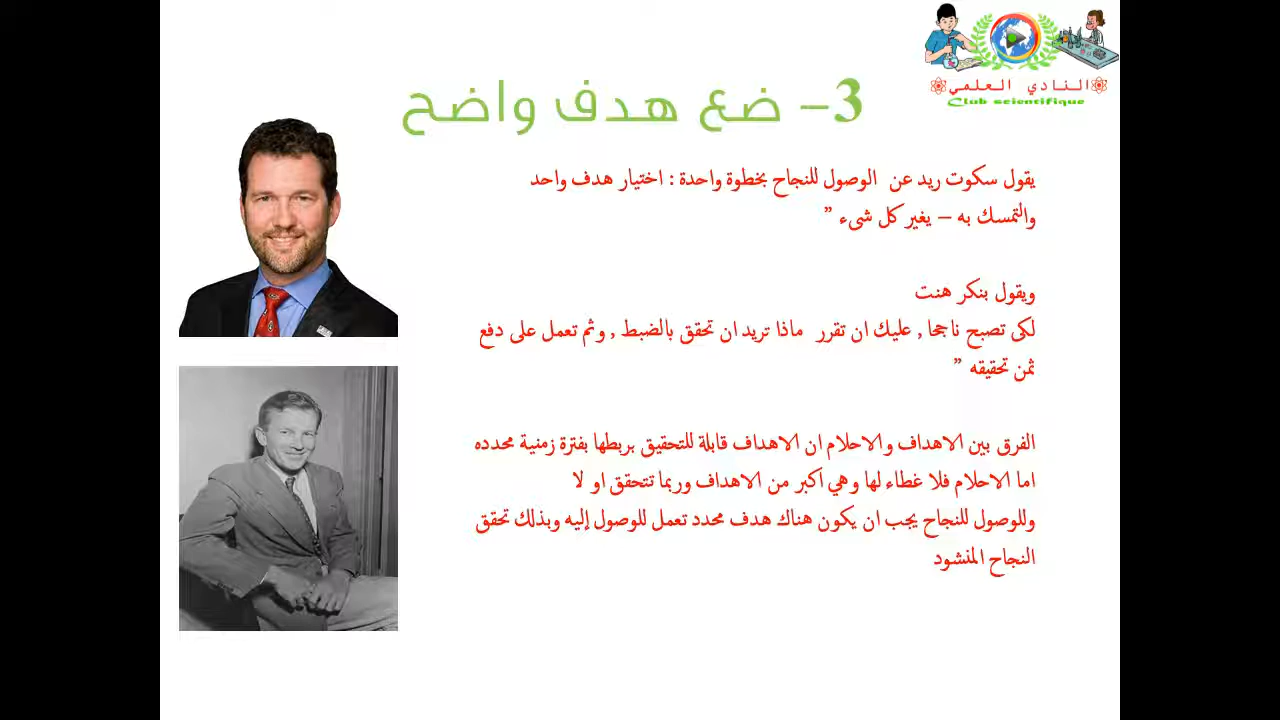 النادي العلمي
Club scientifique
3- ضع هدف واضح
يقول سكوت ريد عن الوصول للنجاح بخطوة واحدة : اختيار هدف واحد
والتمسك به – يغير كل شىء ”
ويقول بنكر هنت
لكى تصبح ناجحا , عليك ان تقرر ماذا تريد ان تحقق بالضبط , وثم تعمل على دفع
ثمن تحقيقه ”
الفرق بين الاهداف والاحلام ان الاهداف قابلة للتحقيق بربطها بفترة زمنية محدده
اما الاحلام فلا غطاء لها وهي اكبر من الاهداف وربما تتحقق او لا
وللوصول للنجاح يجب ان يكون هناك هدف محدد تعمل للوصول إليه وبذلك تحقق
النجاح المنشود